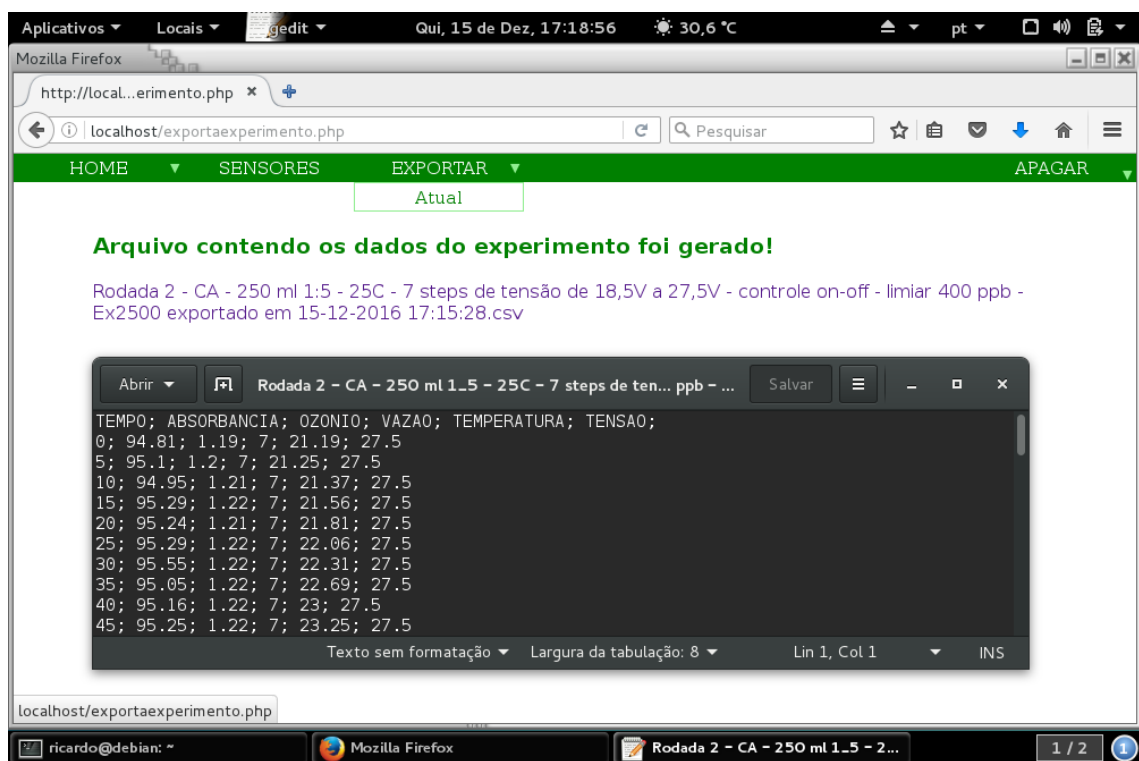 Aplicativos Locais gedit Qui, 15 de Dez, 17:18:56 30,6 °C pt
Mozilla Firefox
http://local...erimento.php
localhost/exportaexperimento.php Pesquisar
HOME SENSORES EXPORTAR APAGAR
Atual
Arquivo contendo os dados do experimento foi gerado!
Rodada 2 - CA - 250 ml 1:5 - 25C - 7 steps de tensão de 18,5V a 27,5V - controle on-off - limiar 400 ppb -
Ex2500 exportado em 15-12-2016 17:15:28.csv
Abrir Rodada 2 - CA - 250 ml 1_5 - 25C - 7 steps de ten... ppb - ... Salvar
TEMPO; ABSORBANCIA; OZONIO; VAZAO; TEMPERATURA; TENSAO;
0; 94.81; 1.19; 7; 21.19; 27.5
5; 95.1; 1.2; 7; 21.25; 27.5
10; 94.95; 1.21; 7; 21.37; 27.5
15; 95.29; 1.22; 7; 21.56; 27.5
20; 95.24; 1.21; 7; 21.81; 27.5
25; 95.29; 1.22; 7; 22.06; 27.5
30; 95.55; 1.22; 7; 22.31; 27.5
35; 95.05; 1.22; 7; 22.69; 27.5
40; 95.16; 1.22; 7; 23; 27.5
45; 95.25; 1.22; 7; 23.25; 27.5
Texto sem formatação Largura da tabulação: 8 Lin 1, Col 1 INS
localhost/exportaexperimento.php
ricardo@debian: ~ Mozilla Firefox Rodada 2 - CA - 250 ml 1_5 - 2... 1 / 2 1